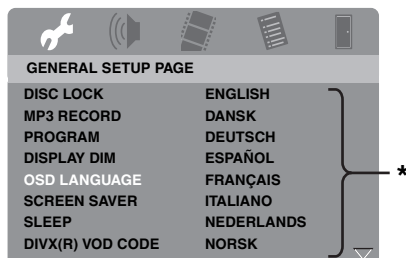 GENERAL SETUP PAGE
DISC LOCK ENGLISH
MP3 RECORD DANSK
PROGRAM DEUTSCH
DISPLAY DIM ESPAÑOL
OSD LANGUAGE FRANÇAIS
SCREEN SAVER ITALIANO
SLEEP NEDERLANDS
DIVX(R) VOD CODE NORSK
*